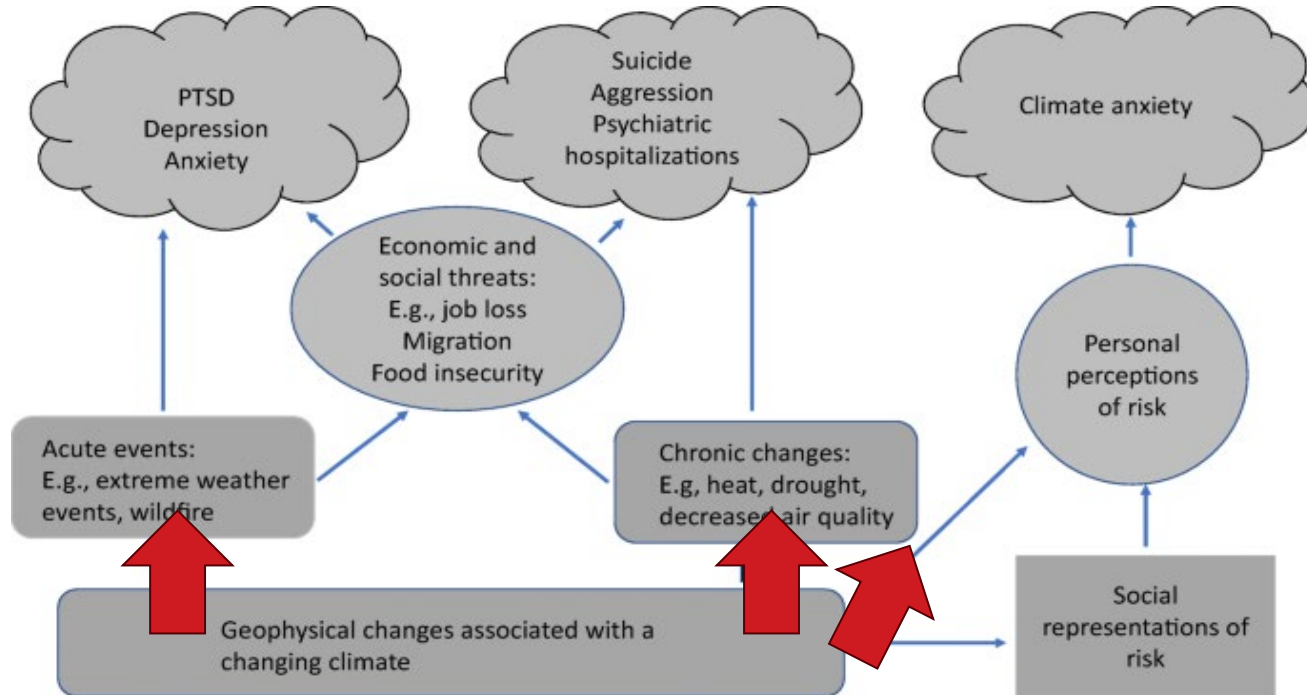 PTSD
Depression
Anxiety
Suicide
Aggression
Psychiatric
hospitalizations
Climate anxiety
Economic and
social threats:
E.g., job loss
Migration
Food insecurity
Personal
perceptions
of risk
Acute events:
E.g., extreme weather
events, wildfire
Chronic changes:
E.g, heat, drought,
decreased air quality
Geophysical changes associated with a
changing climate
Social
representations of
risk